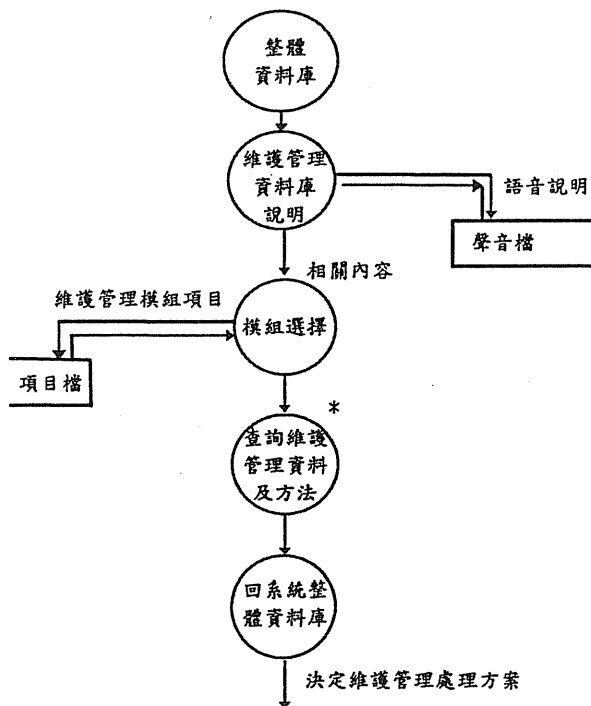 整體
資料庫
維護管理
資料庫
說明
語音說明
聲音檔
相關內容
維護管理模組項目
模組選擇
項目檔
*
查詢維護
管理資料
及方法
回系統整
體資料庫
決定維護管理處理方案